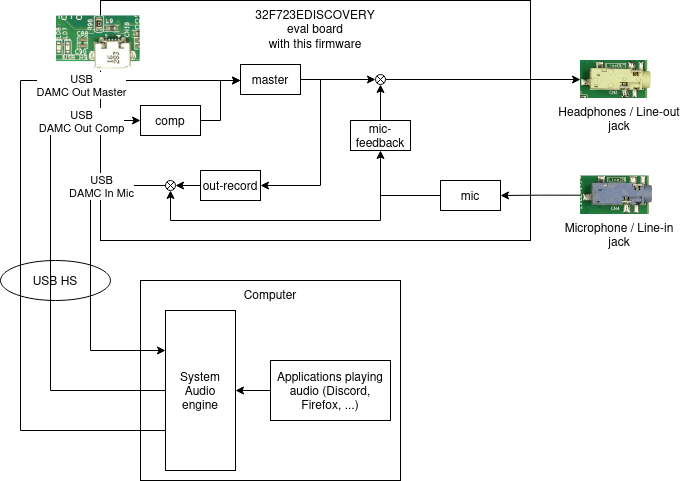 32F723EDISCOVERY
eval board
with this firmware
USB
DAMC Out Master
master
USB
DAMC Out Comp
comp
mic-
feedback
Headphones / Line-out
jack
USB
DAMC In Mic
out-record
mic
Microphone / Line-in
jack
USB HS
Computer
System
Audio
engine
Applications playing
audio (Discord,
Firefox, ...)
CN4